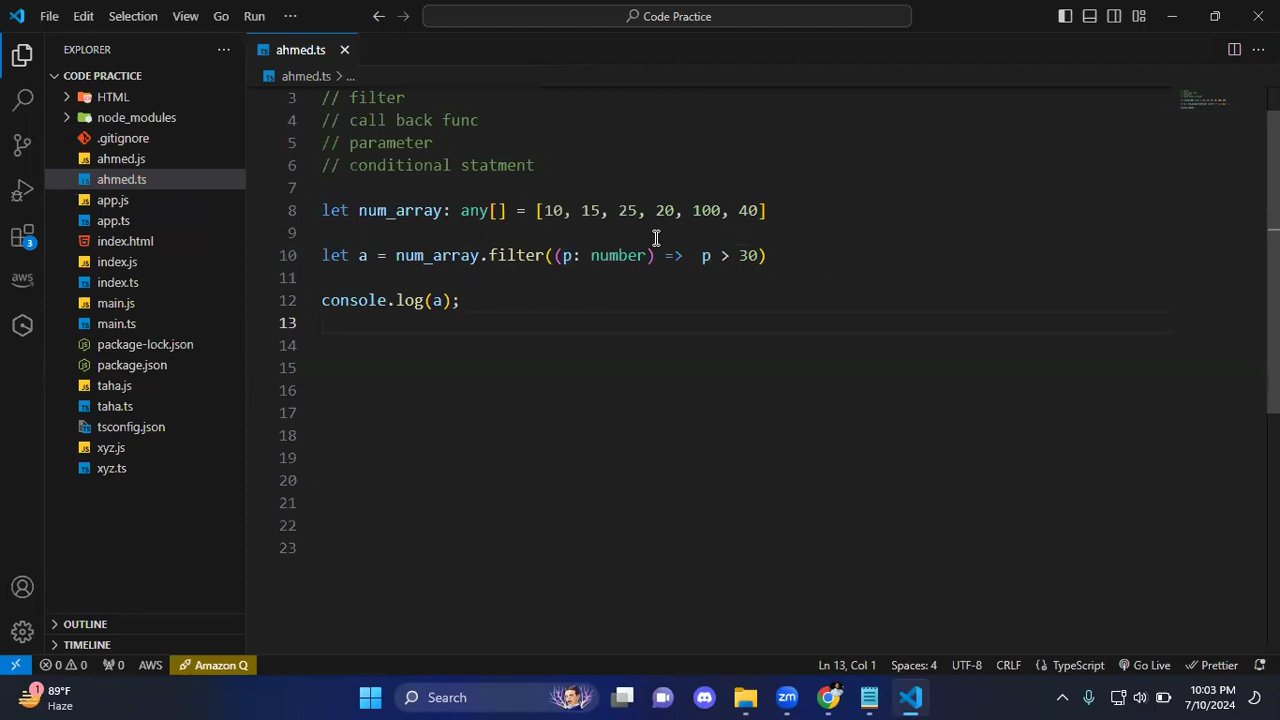 File Edit Selection View Go Run ··· Code Practice
EXPLORER ···
ahmed.ts
CODE PRACTICE
ahmed.ts > ...
HTML
node_modules
.gitignore
ahmed.js
ahmed.ts
app.js
app.ts
index.html
index.js
index.ts
main.js
main.ts
package-lock.json
package.json
taha.js
taha.ts
tsconfig.json
xyz.js
xyz.ts
OUTLINE
TIMELINE
3 // filter
4 // call back func
5 // parameter
6 // conditional statment
7
8 let num_array: any[] = [10, 15, 25, 20, 100, 40]
9
10 let a = num_array.filter((p: number) => p > 30)
11
12 console.log(a);
13
14
15
16
17
18
19
20
21
22
23
3
aws
0 0 0 AWS Amazon Q Ln 13, Col 1 Spaces: 4 UTF-8 CRLF TypeScript Go Live Prettier
1 89°F
Haze
Search
zm
10:03 PM
7/10/2024